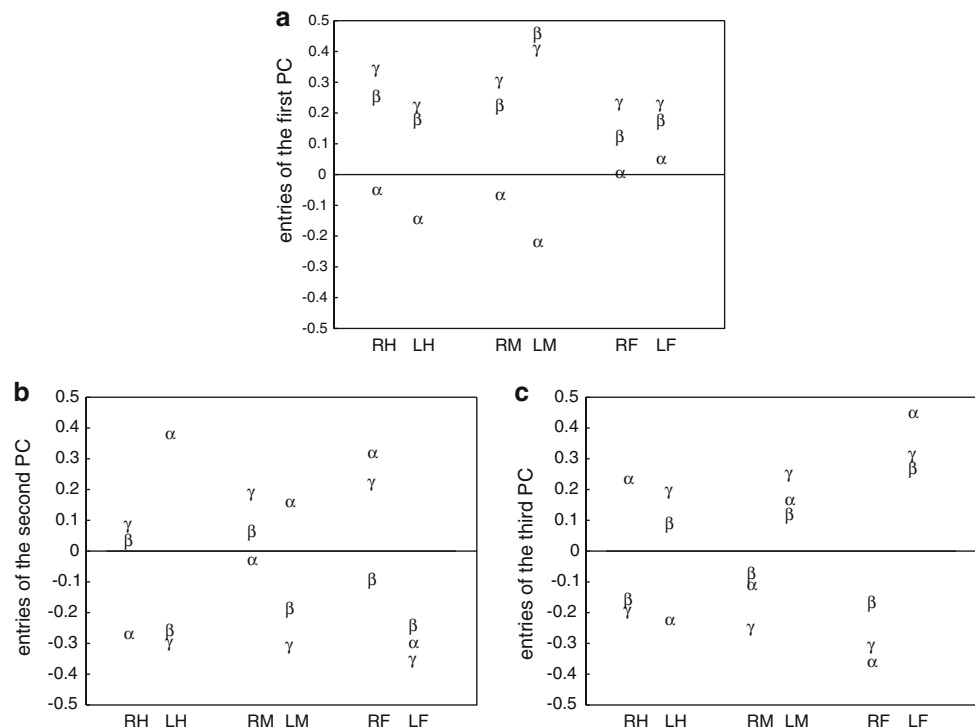 a
entries of the first PC
0.5
0.4
0.3
0.2
0.1
0
-0.1
-0.2
-0.3
-0.4
-0.5
γ β α
γ β α
γ β α
β γ α
γ β α
γ β α
RH LH RM LM RF LF
b
entries of the second PC
0.5
0.4
0.3
0.2
0.1
0
-0.1
-0.2
-0.3
-0.4
-0.5
γ β α
α β γ
γ β α
α β γ
α γ β
β α γ
RH LH RM LM RF LF
c
entries of the third PC
0.5
0.4
0.3
0.2
0.1
0
-0.1
-0.2
-0.3
-0.4
-0.5
α β γ
γ β α
β α γ
γ α β
β γ α
α γ β
RH LH RM LM RF LF